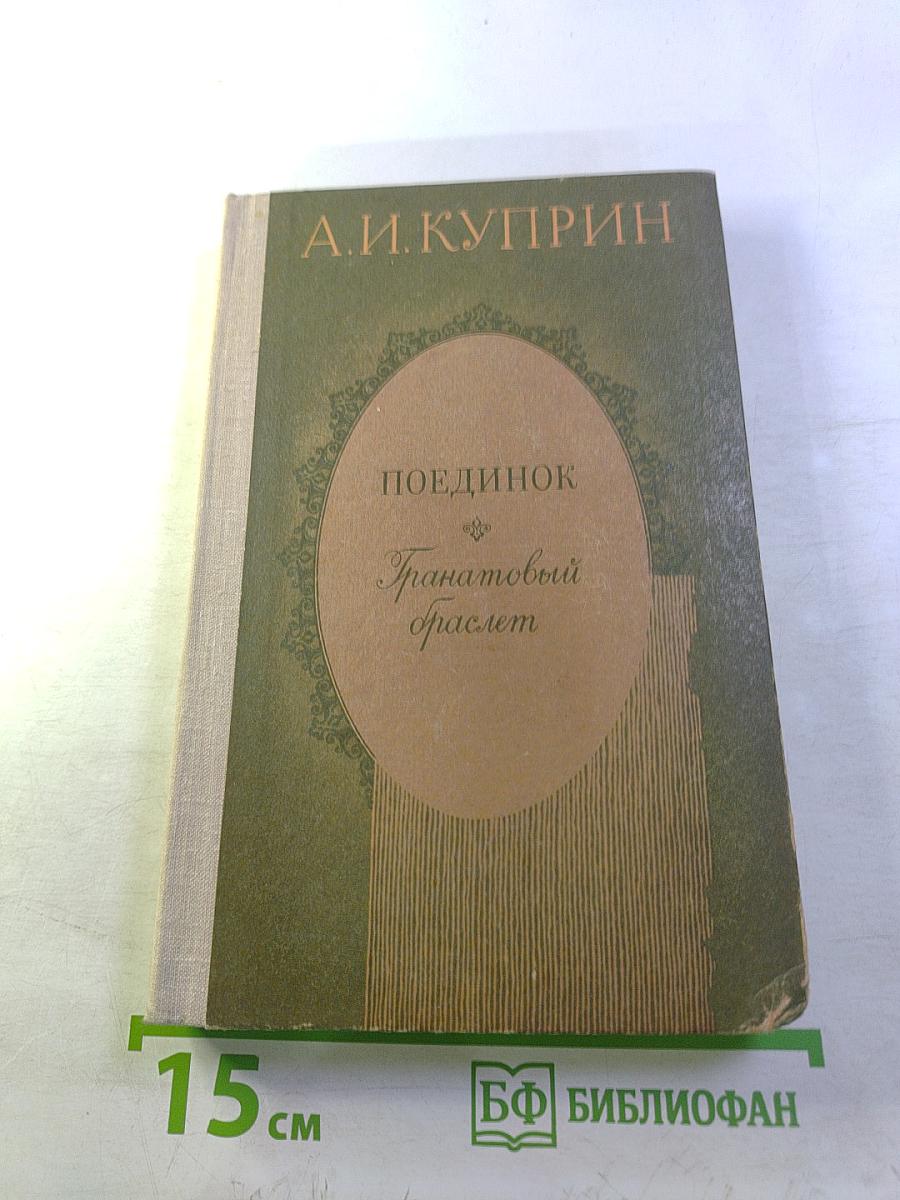 А.И.КУПРИН
ПОЕДИНОК
Гранатовый
браслет
15 см
БФ БИБЛИОФАН